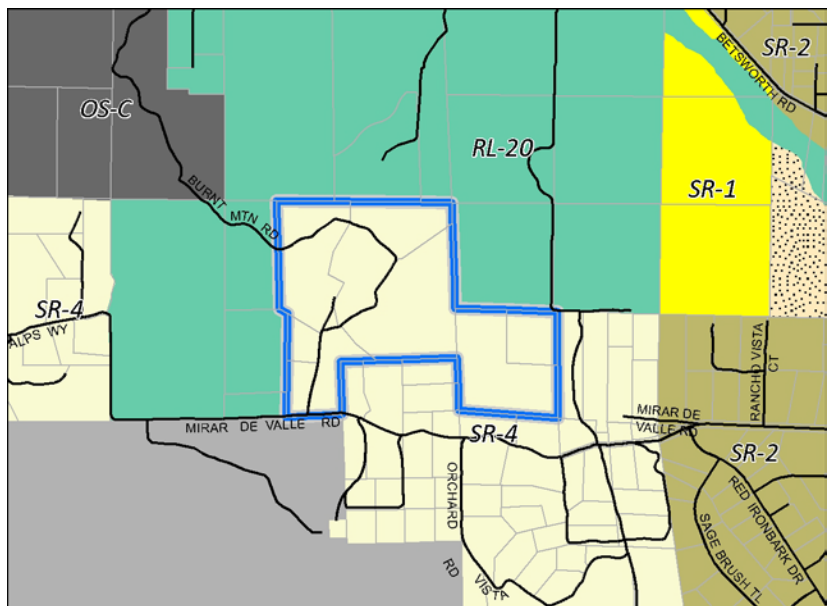 SR-2
BETSWORTH RD
OS-C
RL-20
SR-1
BURNT
MTN RD
SR-4
ALPS WY
RANCHO VISTA
CT
MIRAR DE
VALLE RD
MIRAR DE VALLE RD
SR-4
SR-2
ORCHARD
RD
VISTA
RED IRONBARK DR
SAGE BRUSH TL